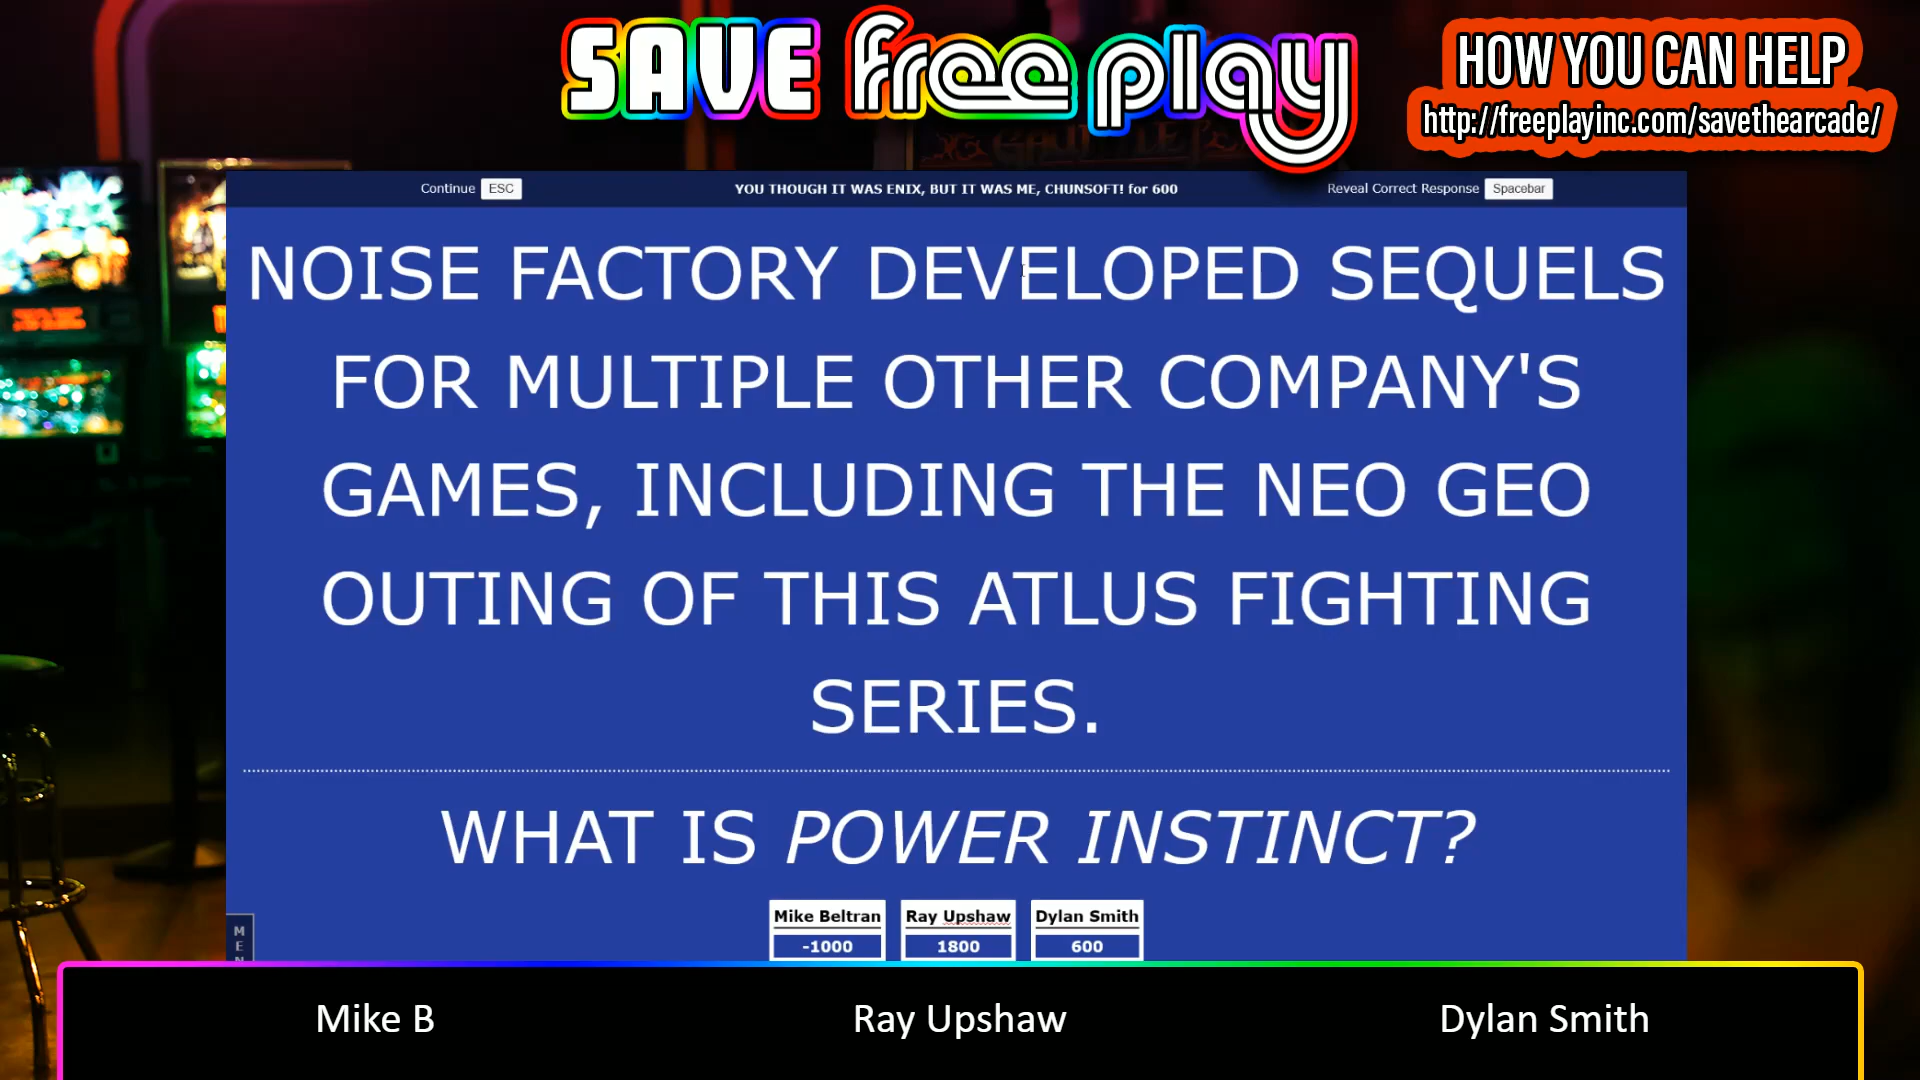 SAVE free play
HOW YOU CAN HELP
http://freeplayinc.com/savethearcade/
Continue ESC
YOU THOUGH IT WAS ENIX, BUT IT WAS ME, CHUNSOFT! for 600
Reveal Correct Response Spacebar
NOISE FACTORY DEVELOPED SEQUELS
FOR MULTIPLE OTHER COMPANY'S
GAMES, INCLUDING THE NEO GEO
OUTING OF THIS ATLUS FIGHTING
SERIES.
WHAT IS POWER INSTINCT?
Mike Beltran Ray Upshaw Dylan Smith
-1000 1800 600
M
E
N
Mike B Ray Upshaw Dylan Smith